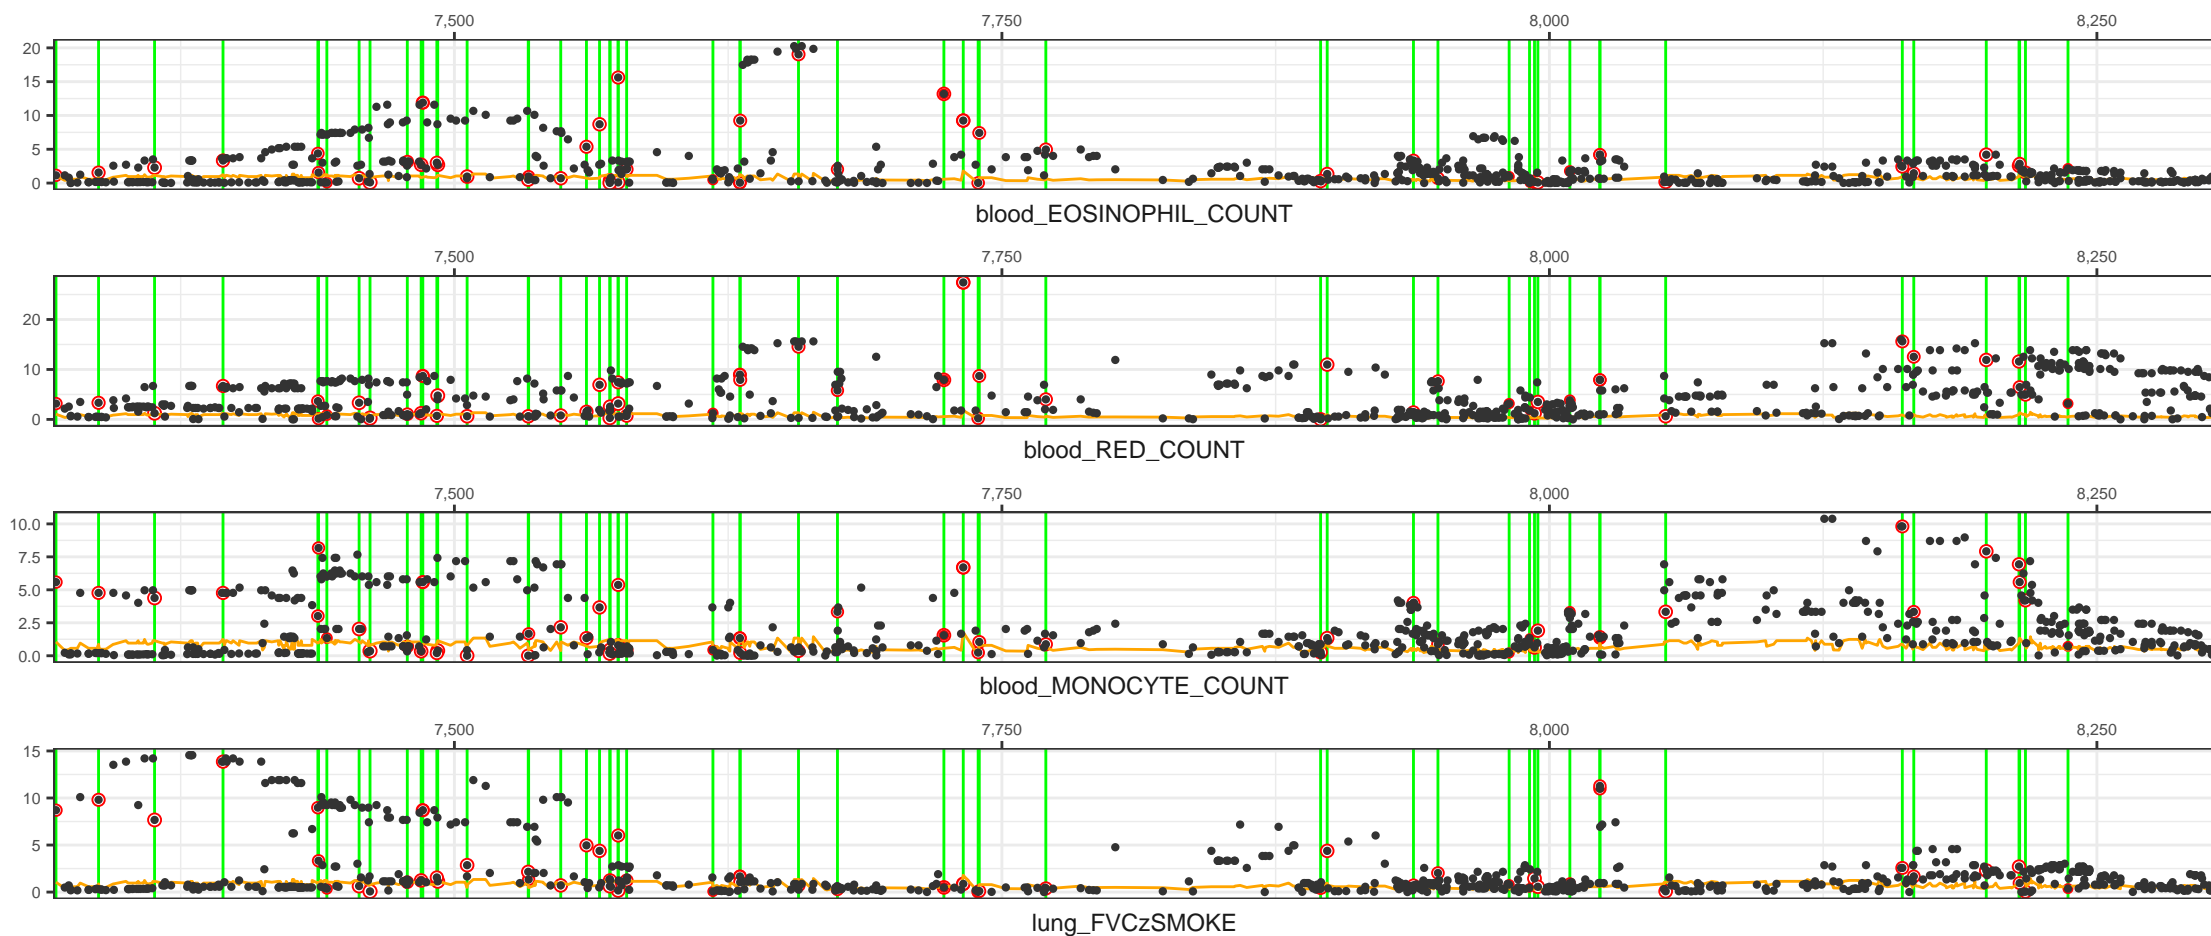 7,500 7,750 8,000 8,250
20
15
10
5
0
blood_EOSINOPHIL_COUNT
7,500 7,750 8,000 8,250
20
10
0
blood_RED_COUNT
7,500 7,750 8,000 8,250
10.0
7.5
5.0
2.5
0.0
blood_MONOCYTE_COUNT
7,500 7,750 8,000 8,250
15
10
5
0
lung_FVCzSMOKE